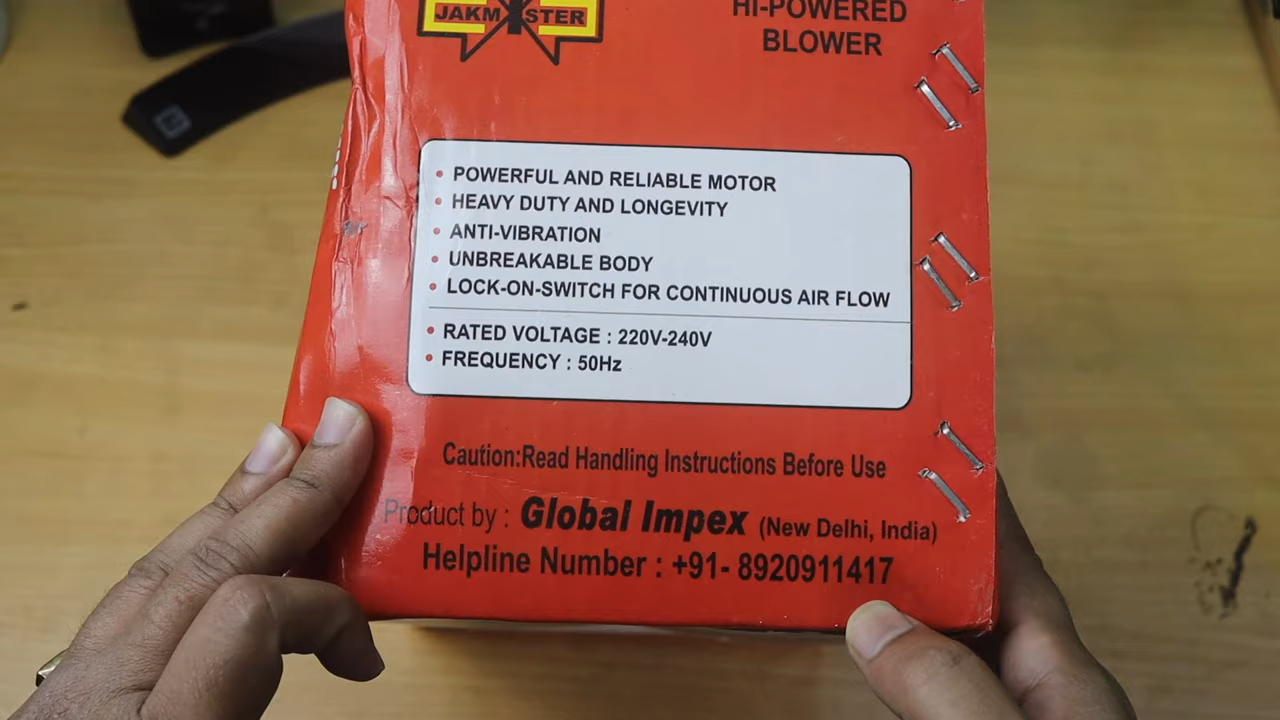 JAKMYSTER
HI-POWERED
BLOWER
• POWERFUL AND RELIABLE MOTOR
• HEAVY DUTY AND LONGEVITY
• ANTI-VIBRATION
• UNBREAKABLE BODY
• LOCK-ON-SWITCH FOR CONTINUOUS AIR FLOW
• RATED VOLTAGE : 220V-240V
• FREQUENCY : 50Hz
Caution:Read Handling Instructions Before Use
Product by : Global Impex (New Delhi, India)
Helpline Number : +91- 8920911417